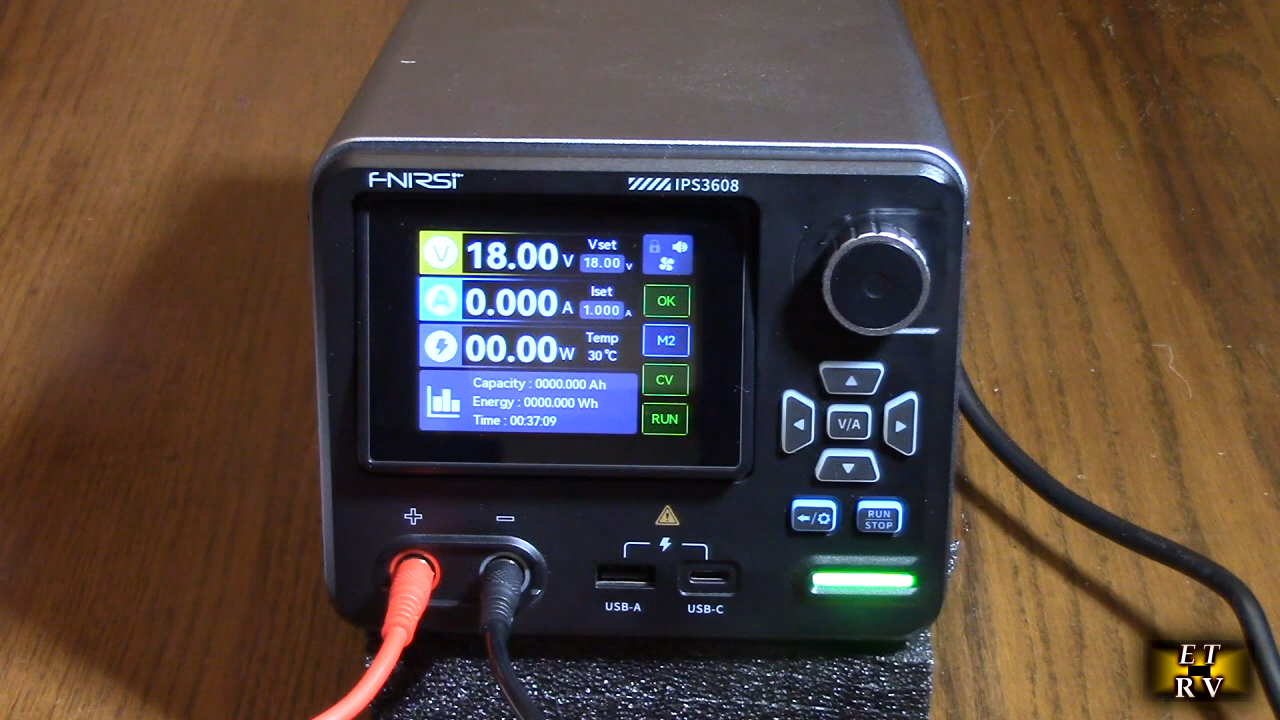 FNIRSI
IPS3608
V 18.00 V Vset 18.00 V
A 0.000 A Iset 1.000 A
00.00 W Temp 30 ℃
Capacity : 0000.000 Ah
Energy : 0000.000 Wh
Time : 00:37:09
OK
M2
CV
RUN
V/A
RUN
STOP
+ −
USB-A USB-C
ET
RV